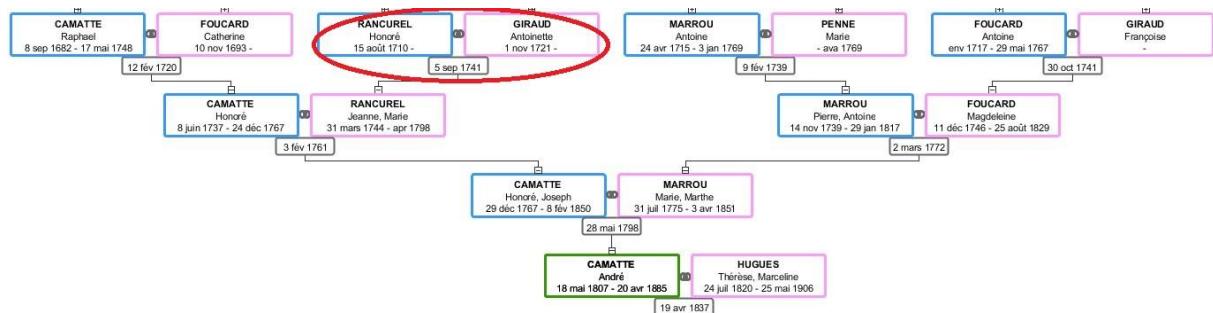 CAMATTE
Raphael
8 sep 1682 - 17 mai 1748
FOUCARD
Catherine
10 nov 1693 -
12 fév 1720
RANCUREL
Honoré
15 août 1710 -
GIRAUD
Antoinette
1 nov 1721 -
5 sep 1741
MARROU
Antoine
24 avr 1715 - 3 jan 1769
PENNE
Marie
- ava 1769
9 fév 1739
FOUCARD
Antoine
env 1717 - 29 mai 1767
GIRAUD
Françoise
-
30 oct 1741
CAMATTE
Honoré
8 juin 1737 - 24 déc 1767
RANCUREL
Jeanne, Marie
31 mars 1744 - apr 1798
3 fév 1761
MARROU
Pierre, Antoine
14 nov 1739 - 29 jan 1817
FOUCARD
Magdeleine
11 déc 1746 - 25 août 1829
2 mars 1772
CAMATTE
Honoré, Joseph
29 déc 1767 - 8 fév 1850
MARROU
Marie, Marthe
31 juil 1775 - 3 avr 1851
28 mai 1798
CAMATTE
André
18 mai 1807 - 20 avr 1885
HUGUES
Thérèse, Marceline
24 juil 1820 - 25 mai 1906
19 avr 1837